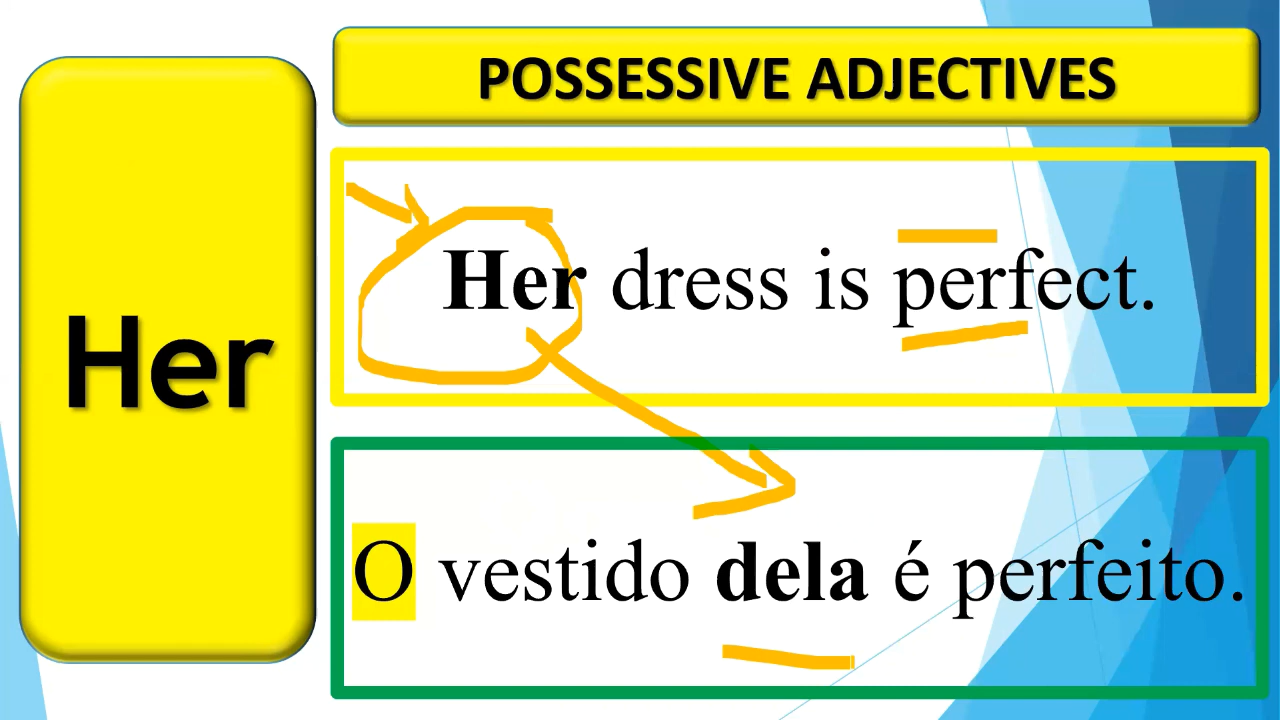 POSSESSIVE ADJECTIVES
Her
Her dress is perfect.
O vestido dela é perfeito.